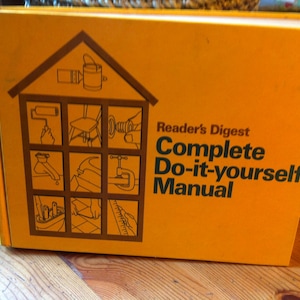 Reader's Digest
Complete
Do-it-yourself
Manual